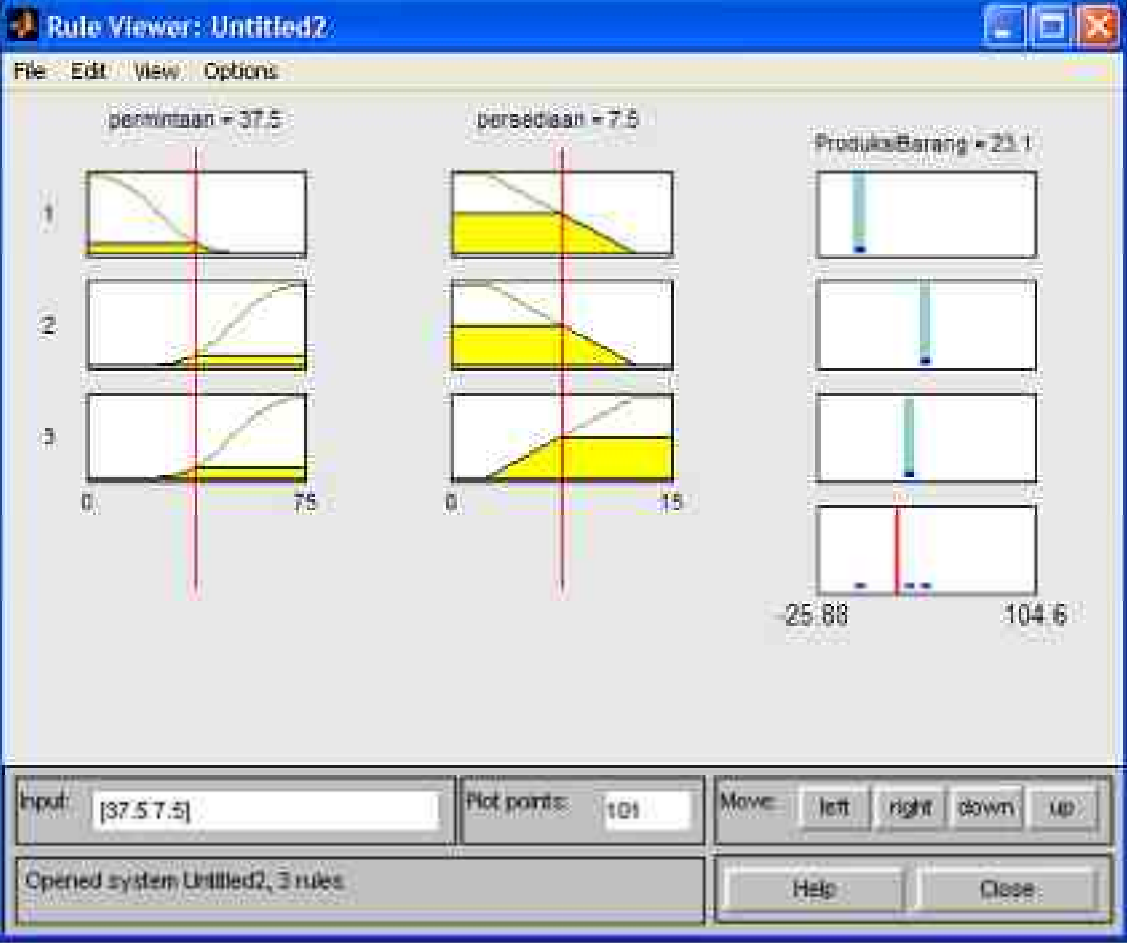 Rule Viewer: Untitled2
File Edit View Options
permintaan = 37.5
persediaan = 7.5
ProduksiBarang = 23.1
1
2
3
0
75
0
15
-25.88
104.6
Input:
[37.5 7.5]
Plot points:
101
Move:
left
right
down
up
Opened system Untitled2, 3 rules
Help
Close